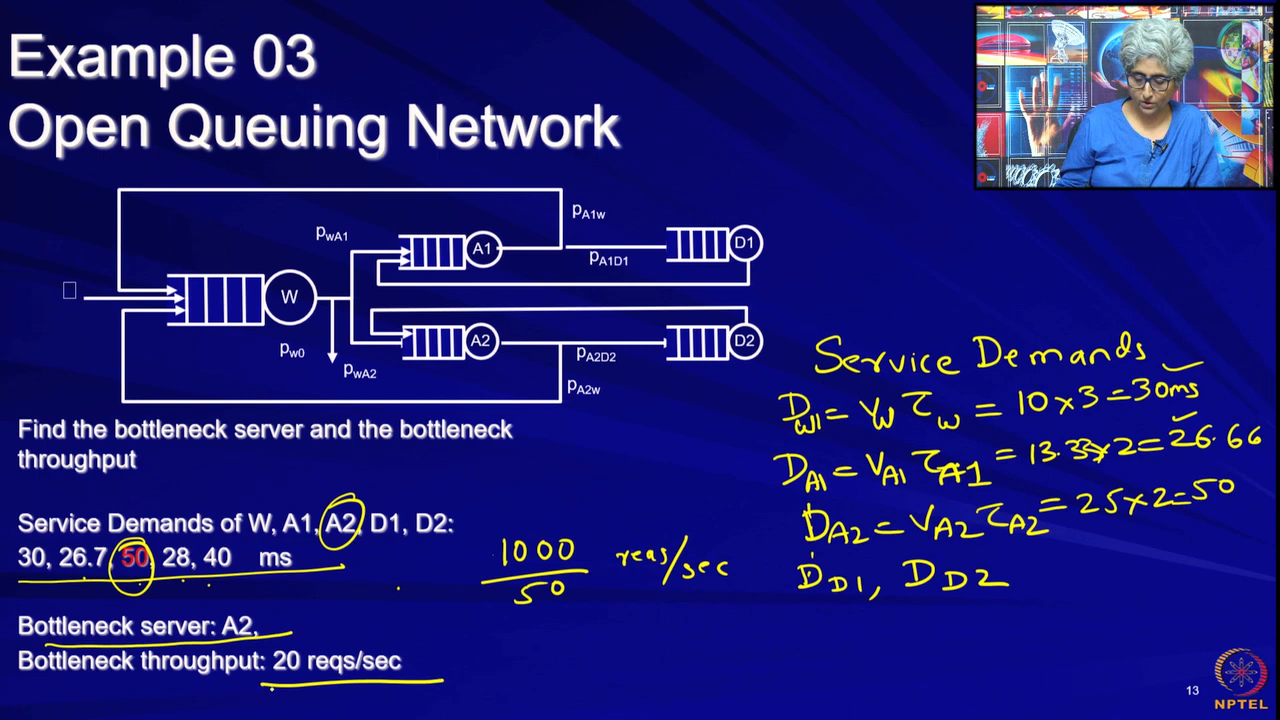 Example 03
Open Queuing Network
pA1w
pwA1
A1
D1
pA1D1
W
A2
D2
pw0
pA2D2
pwA2
pA2w
Find the bottleneck server and the bottleneck
throughput
Service Demands of W, A1, A2, D1, D2:
30, 26.7, 50, 28, 40 ms
Bottleneck server: A2,
Bottleneck throughput: 20 reqs/sec
1000
50
reqs/sec
Service Demands
= VW τW = 10 × 3 = 30ms
DA1 = VA1 τA1 = 13.33 × 2 = 26.66
DA2 = VA2 τA2 = 25 × 2 = 50
DD1, DD2
13
NPTEL